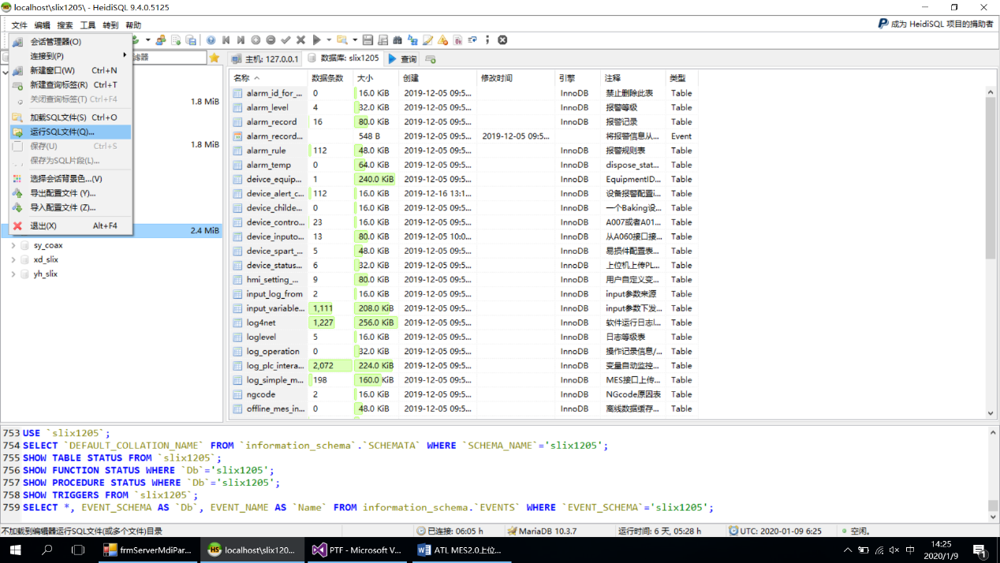 localhost\slix1205\ - HeidiSQL 9.4.0.5125
文件 编辑 搜索 工具 转到 帮助
成为 HeidiSQL 项目的捐助者
会话管理器(O)
连接到(P)
新建窗口(W) Ctrl+N
新建查询标签(R) Ctrl+T
关闭查询标签(T) Ctrl+F4
加载SQL文件(S) Ctrl+O
运行SQL文件(Q)...
保存(U) Ctrl+S
保存为SQL片段(L)...
选择会话背景色...(V)
导出配置文件 (Y)...
导入配置文件 (Z)...
退出(X) Alt+F4
滤器
1.8 MiB
1.8 MiB
2.4 MiB
sy_coax
xd_slix
yh_slix
主机: 127.0.0.1 数据库: slix1205 查询
名称 数据条数 大小 创建 修改时间 引擎 注释 类型
alarm_id_for_... 0 16.0 KiB 2019-12-05 09:5... InnoDB 禁止删除此表 Table
alarm_level 4 32.0 KiB 2019-12-05 09:5... InnoDB 报警等级 Table
alarm_record 16 80.0 KiB 2019-12-05 09:5... InnoDB 报警记录 Table
alarm_record... 548 B 2019-12-05 09:5... 将报警信息从... Event
alarm_rule 112 48.0 KiB 2019-12-05 09:5... InnoDB 报警规则表 Table
alarm_temp 0 64.0 KiB 2019-12-05 09:5... InnoDB dispose_stat... Table
deivce_equip... 1 240.0 KiB 2019-12-05 09:5... InnoDB EquipmentID... Table
device_alert_c... 112 16.0 KiB 2019-12-16 13:1... InnoDB 设备报警配置i... Table
device_childe... 0 16.0 KiB 2019-12-05 09:5... InnoDB 一个Baking设... Table
device_contro... 23 16.0 KiB 2019-12-05 09:5... InnoDB A007或者A01... Table
device_inputo... 13 80.0 KiB 2019-12-05 10:0... InnoDB 从A060接口接... Table
device_spart_... 5 48.0 KiB 2019-12-05 09:5... InnoDB 易损件配置表... Table
device_status... 6 32.0 KiB 2019-12-05 09:5... InnoDB 上位机上传PL... Table
hmi_setting_... 9 80.0 KiB 2019-12-05 09:5... InnoDB 用户自定义变... Table
input_log_from 2 16.0 KiB 2019-12-05 09:5... InnoDB input参数来源 Table
input_variable... 1,111 208.0 KiB 2019-12-05 09:5... InnoDB input参数下发... Table
log4net 1,227 256.0 KiB 2019-12-05 09:5... InnoDB 软件运行日志l... Table
loglevel 5 16.0 KiB 2019-12-05 09:5... InnoDB 日志等级表 Table
log_operation 0 32.0 KiB 2019-12-05 09:5... InnoDB 操作记录信息/... Table
log_plc_intera... 2,072 224.0 KiB 2019-12-05 09:5... InnoDB 变量自动监控... Table
log_simple_m... 198 160.0 KiB 2019-12-05 09:5... InnoDB MES接口上传... Table
ngcode 2 16.0 KiB 2019-12-05 09:5... InnoDB NGcode原因表 Table
offline_mes_in... 0 48.0 KiB 2019-12-05 09:5... InnoDB 离线数据缓存... Table
753 USE `slix1205`;
754 SELECT `DEFAULT_COLLATION_NAME` FROM `information_schema`.`SCHEMATA` WHERE `SCHEMA_NAME`='slix1205';
755 SHOW TABLE STATUS FROM `slix1205`;
756 SHOW FUNCTION STATUS WHERE `Db`='slix1205';
757 SHOW PROCEDURE STATUS WHERE `Db`='slix1205';
758 SHOW TRIGGERS FROM `slix1205`;
759 SELECT *, EVENT_SCHEMA AS `Db`, EVENT_NAME AS `Name` FROM information_schema.`EVENTS` WHERE `EVENT_SCHEMA`='slix1205';
不加载到编辑器运行SQL文件(或多个文件)目录 已连接: 06:05 h MariaDB 10.3.7 运行时间: 6 天, 05:28 h UTC: 2020-01-09 6:25 空闲。
frmServerMdiPar... localhost\slix120... PTF - Microsoft V... ATL MES2.0上位... 中 14:25
2020/1/9 1